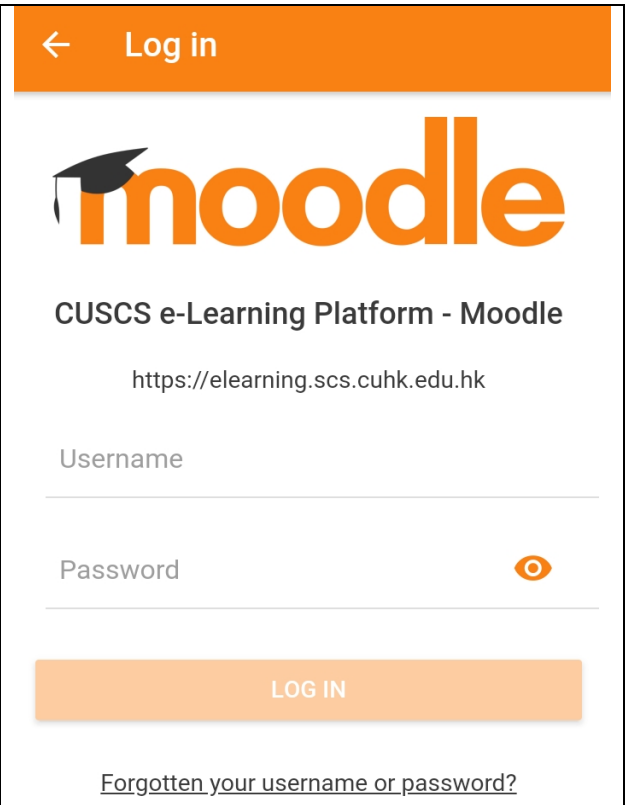 Log in
moodle
CUSCS e-Learning Platform - Moodle
https://elearning.scs.cuhk.edu.hk
Username
Password
LOG IN
Forgotten your username or password?